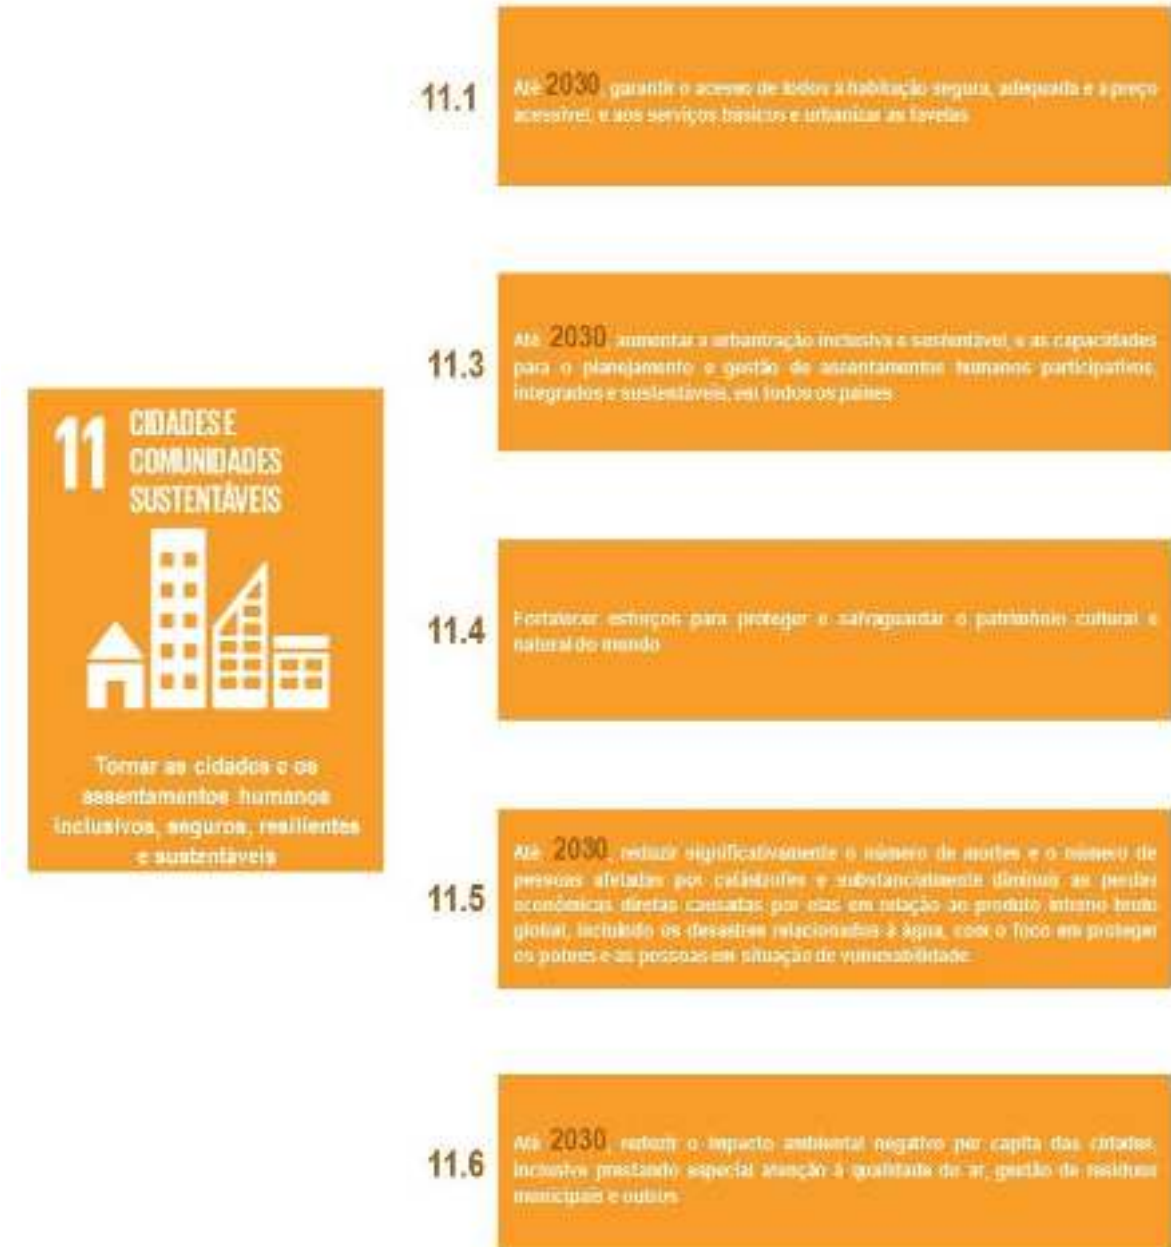 11.1
Até 2030, garantir o acesso de todos à habitação segura, adequada e a preço
acessível, e aos serviços básicos e urbanizar as favelas
11.3
Até 2030 aumentar a urbanização inclusiva e sustentável, e as capacidades
para o planejamento e gestão de assentamentos humanos participativos,
integrados e sustentáveis, em todos os países
11 CIDADES E
COMUNIDADES
SUSTENTÁVEIS
Tornar as cidades e os
assentamentos humanos
inclusivos, seguros, resilientes
e sustentáveis
11.4
Fortalecer esforços para proteger e salvaguardar o patrimônio cultural e
natural do mundo
11.5
Até 2030 reduzir significativamente o número de mortes e o número de
pessoas afetadas por catástrofes e substancialmente diminuir as perdas
econômicas diretas causadas por elas em relação ao produto interno bruto
global, incluindo os desastres relacionados à água, com o foco em proteger
os pobres e as pessoas em situação de vulnerabilidade
11.6
Até 2030 reduzir o impacto ambiental negativo per capita das cidades,
inclusive prestando especial atenção à qualidade do ar, gestão de resíduos
municipais e outros